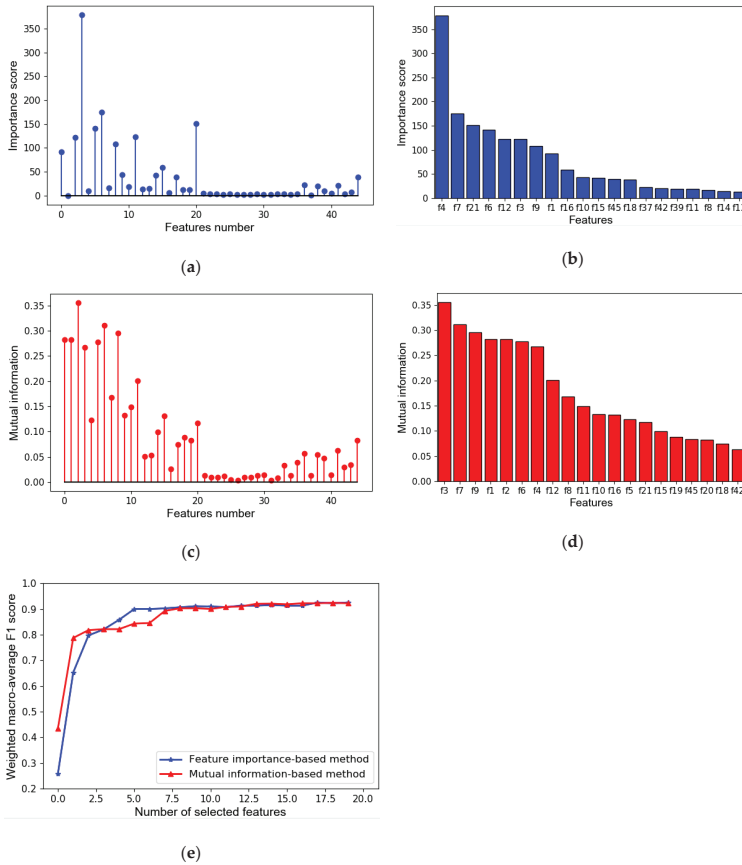 350
300
250
200
150
100
50
0
Importance score
0 10 20 30 40
Features number
(a)
350
300
250
200
150
100
50
0
Importance score
f4 f7 f21 f6 f12 f3 f9 f1 f16 f10 f15 f45 f18 f37 f42 f39 f11 f8 f14
Features
(b)
0.35
0.30
0.25
0.20
0.15
0.10
0.05
0.00
Mutual information
0 10 20 30 40
Features number
(c)
0.35
0.30
0.25
0.20
0.15
0.10
0.05
0.00
Mutual information
f3 f7 f9 f1 f2 f6 f4 f12 f8 f11 f10 f16 f5 f21 f15 f19 f45 f20 f18 f42
Features
(d)
1.0
0.9
0.8
0.7
0.6
0.5
0.4
0.3
0.2
Weighted macro-average F1 score
Feature importance-based method
Mutual information-based method
0.0 2.5 5.0 7.5 10.0 12.5 15.0 17.5 20.0
Number of selected features
(e)